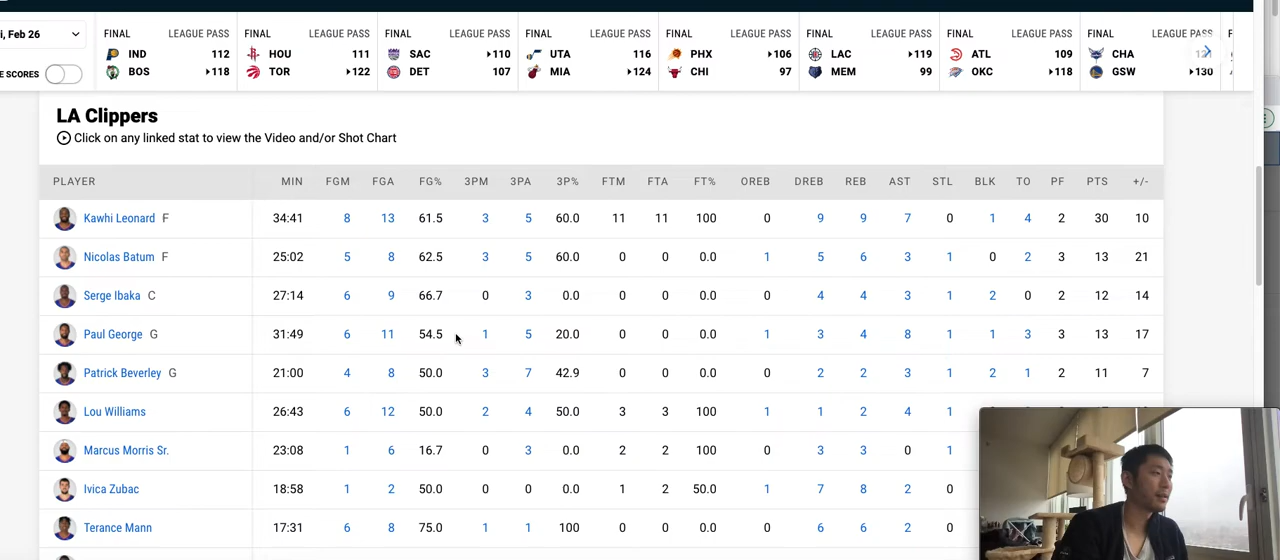 i, Feb 26
E SCORES
FINAL LEAGUE PASS
IND 112
BOS 118
FINAL LEAGUE PASS
HOU 111
TOR 122
FINAL LEAGUE PASS
SAC 110
DET 107
FINAL LEAGUE PASS
UTA 116
MIA 124
FINAL LEAGUE PASS
PHX 106
CHI 97
FINAL LEAGUE PASS
LAC 119
MEM 99
FINAL LEAGUE PASS
ATL 109
OKC 118
FINAL LEAGUE PASS
CHA
GSW 130
LA Clippers
Click on any linked stat to view the Video and/or Shot Chart
PLAYER MIN FGM FGA FG% 3PM 3PA 3P% FTM FTA FT% OREB DREB REB AST STL BLK TO PF PTS +/-
Kawhi Leonard F 34:41 8 13 61.5 3 5 60.0 11 11 100 0 9 9 7 0 1 4 2 30 10
Nicolas Batum F 25:02 5 8 62.5 3 5 60.0 0 0 0.0 1 5 6 3 1 0 2 3 13 21
Serge Ibaka C 27:14 6 9 66.7 0 3 0.0 0 0 0.0 0 4 4 3 1 2 0 2 12 14
Paul George G 31:49 6 11 54.5 1 5 20.0 0 0 0.0 1 3 4 8 1 1 3 3 13 17
Patrick Beverley G 21:00 4 8 50.0 3 7 42.9 0 0 0.0 0 2 2 3 1 2 1 2 11 7
Lou Williams 26:43 6 12 50.0 2 4 50.0 3 3 100 1 1 2 4 1
Marcus Morris Sr. 23:08 1 6 16.7 0 3 0.0 2 2 100 0 3 3 0 1
Ivica Zubac 18:58 1 2 50.0 0 0 0.0 1 2 50.0 1 7 8 2 0
Terance Mann 17:31 6 8 75.0 1 1 100 0 0 0.0 0 6 6 2 0